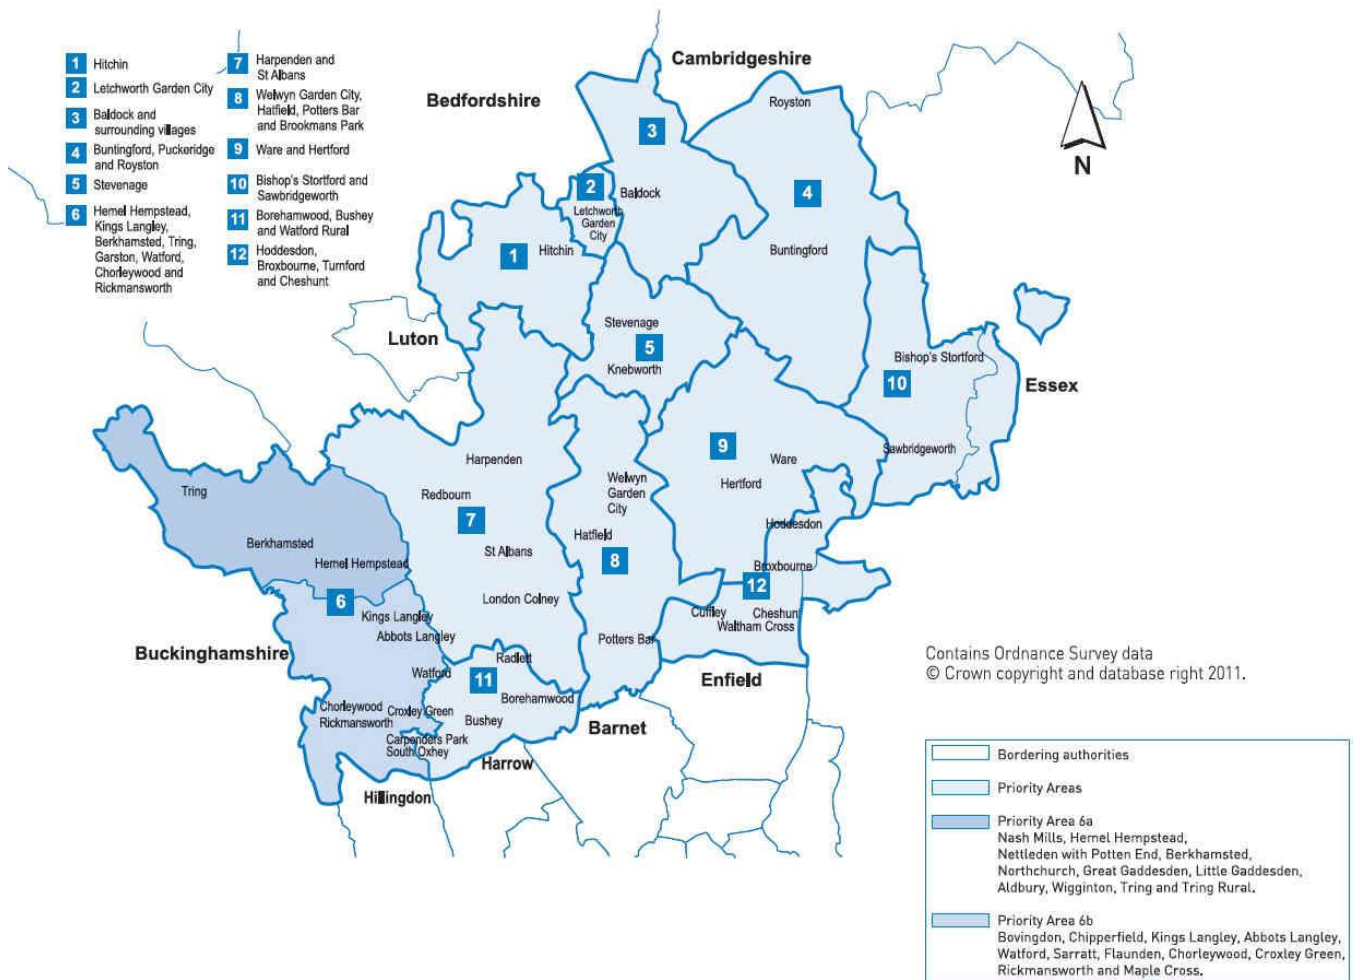 1 Hitchin
2 Letchworth Garden City
3 Baldock and
surrounding villages
4 Buntingford, Puckeridge
and Royston
5 Stevenage
6 Hemel Hempstead,
Kings Langley,
Berkhamsted, Tring,
Garston, Watford,
Chorleywood and
Rickmansworth
7 Harpenden and
St Albans
8 Welwyn Garden City,
Hatfield, Potters Bar
and Brookmans Park
9 Ware and Hertford
10 Bishop's Stortford and
Sawbridgeworth
11 Borehamwood, Bushey
and Watford Rural
12 Hoddesdon,
Broxbourne, Turnford
and Cheshunt
Cambridgeshire
Bedfordshire
Royston
N
3
2
Baldock
4
Letchworth
Garden
City
Hitchin
1
Buntingford
Stevenage
Luton
5
Knebworth
Bishop's Stortford
10
Essex
Harpenden
9
Ware
Sawbridgeworth
Tring
Redbourn
Welwyn
Garden
City
Hertford
7
Hoddesdon
Berkhamsted
St Albans
Hatfield
Hemel Hempstead
8
Broxbourne
12
6
London Colney
Kings Langley
Cuffley
Cheshunt
Waltham Cross
Abbots Langley
Potters Bar
Buckinghamshire
Radlett
Watford
11
Enfield
Borehamwood
Chorleywood
Rickmansworth
Croxley Green
Bushey
Barnet
Carpenders Park
South Oxhey
Harrow
Hillingdon
Contains Ordnance Survey data
© Crown copyright and database right 2011.
Bordering authorities
Priority Areas
Priority Area 6a
Nash Mills, Hemel Hempstead,
Nettleden with Potten End, Berkhamsted,
Northchurch, Great Gaddesden, Little Gaddesden,
Aldbury, Wigginton, Tring and Tring Rural.
Priority Area 6b
Bovingdon, Chipperfield, Kings Langley, Abbots Langley,
Watford, Sarratt, Flaunden, Chorleywood, Croxley Green,
Rickmansworth and Maple Cross.